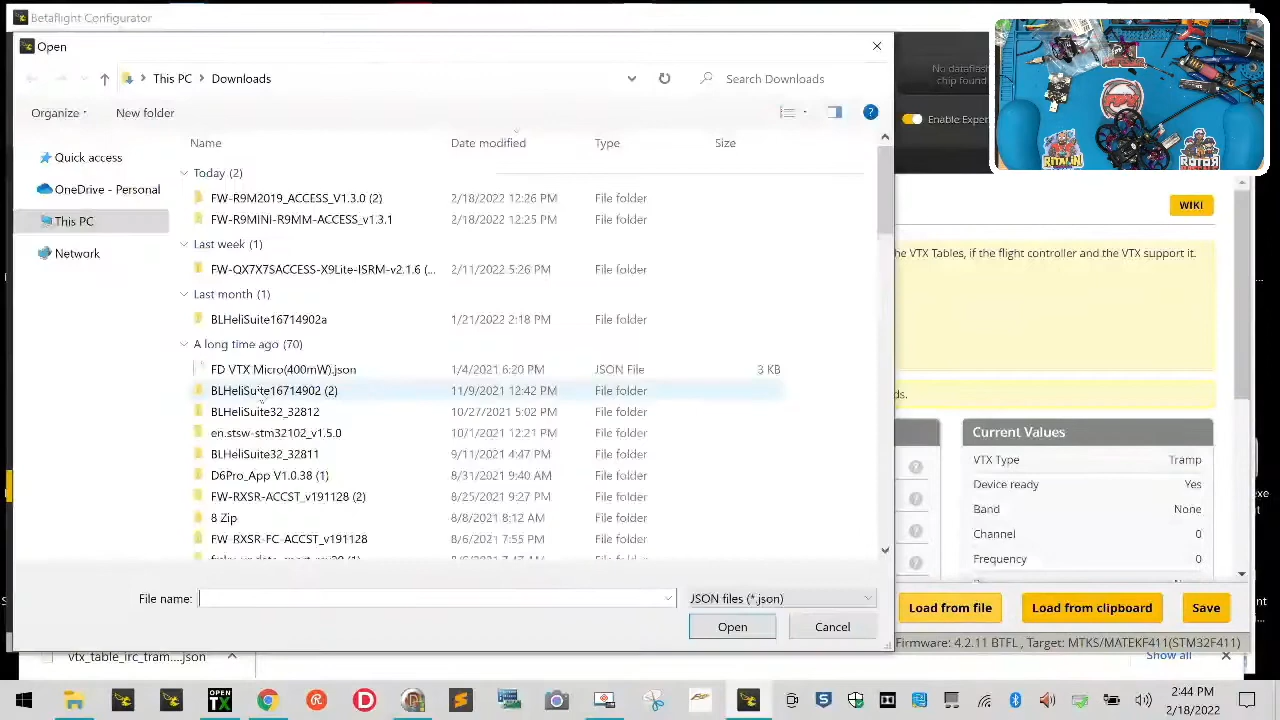 Betaflight Configurator
Open
This PC > Downloads
Search Downloads
Organize
New folder
Name
Date modified
Type
Size
Quick access
OneDrive - Personal
This PC
Network
Today (2)
FW-R9M2019_ACCESS_V1.3.0 (2) 2/18/2022 12:26 PM File folder
FW-R9MINI-R9MM-ACCESS_v1.3.1 2/18/2022 12:25 PM File folder
Last week (1)
FW-QX7X7SACCESS-X9Lite-ISRM-v2.1.6 (... 2/11/2022 5:26 PM File folder
Last month (1)
BLHeliSuite16714902a 1/21/2022 2:18 PM File folder
A long time ago (70)
FD VTX Micro(400mW).json 1/4/2021 6:20 PM JSON File 3 KB
BLHeliSuite16714902 (2) 11/9/2021 12:42 PM File folder
BLHeliSuite32_32812 10/27/2021 5:02 PM File folder
en.stsw-stm32102_v1.5.0 10/1/2021 12:21 PM File folder
BLHeliSuite32_32811 9/11/2021 4:47 PM File folder
D6Pro_App V1.0.38 (1) 8/31/2021 9:40 AM File folder
FW-RXSR-ACCST_v191128 (2) 8/25/2021 9:27 PM File folder
8 Zip 8/8/2021 8:12 AM File folder
FW-RXSR-FC-ACCST_v191128 8/6/2021 7:55 PM File folder
File name:
JSON files (*.json)
Open
Cancel
No dataflash
chip found
Enable Exper
RITALIN
ROTOR
WIKI
he VTX Tables, if the flight controller and the VTX support it.
ds.
Current Values
VTX Type Tramp
Device ready Yes
Band None
Channel 0
Frequency 0
Load from file
Load from clipboard
Save
Firmware: 4.2.11 BTFL , Target: MTKS/MATEKF411(STM32F411)
vtx_table_irc_tram....json
Show all
OPEN
TX
2:44 PM
2/18/2022